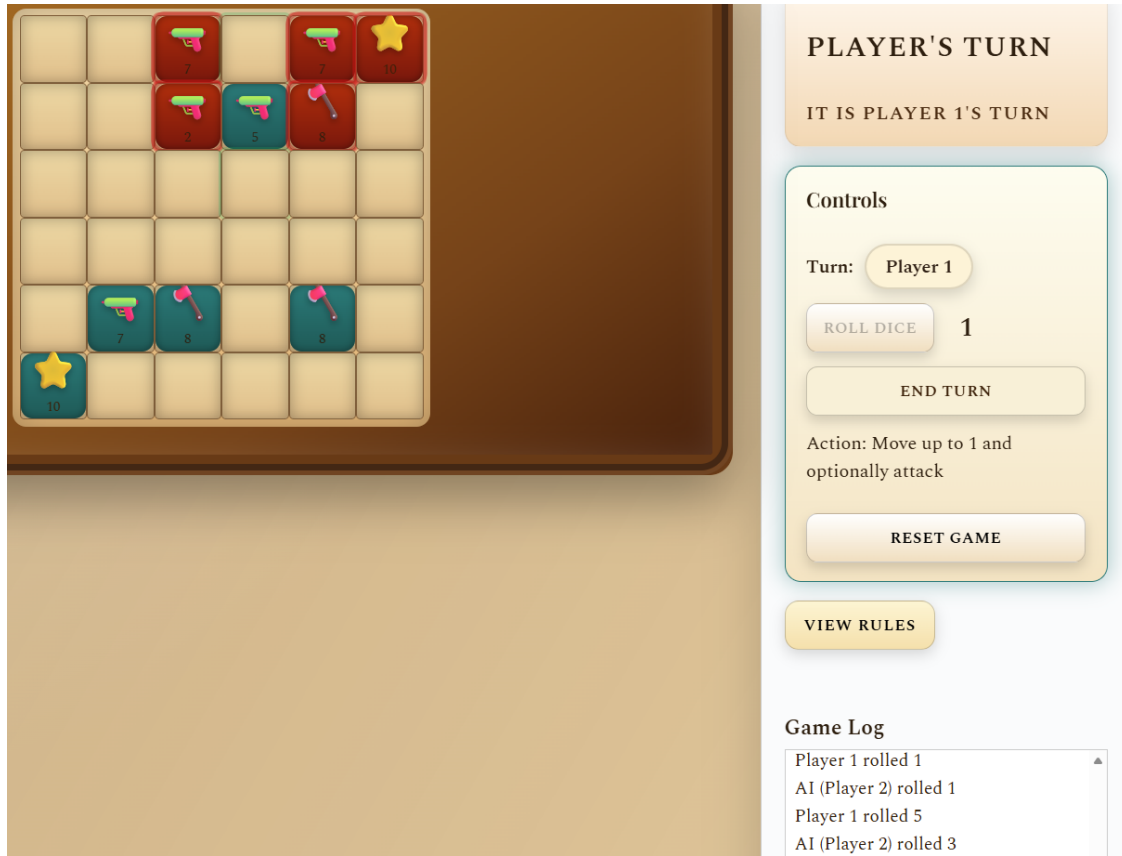 7
7
10
2
5
8
7
8
8
10
PLAYER'S TURN
IT IS PLAYER 1'S TURN
Controls
Turn: Player 1
ROLL DICE 1
END TURN
Action: Move up to 1 and
optionally attack
RESET GAME
VIEW RULES
Game Log
Player 1 rolled 1
AI (Player 2) rolled 1
Player 1 rolled 5
AI (Player 2) rolled 3